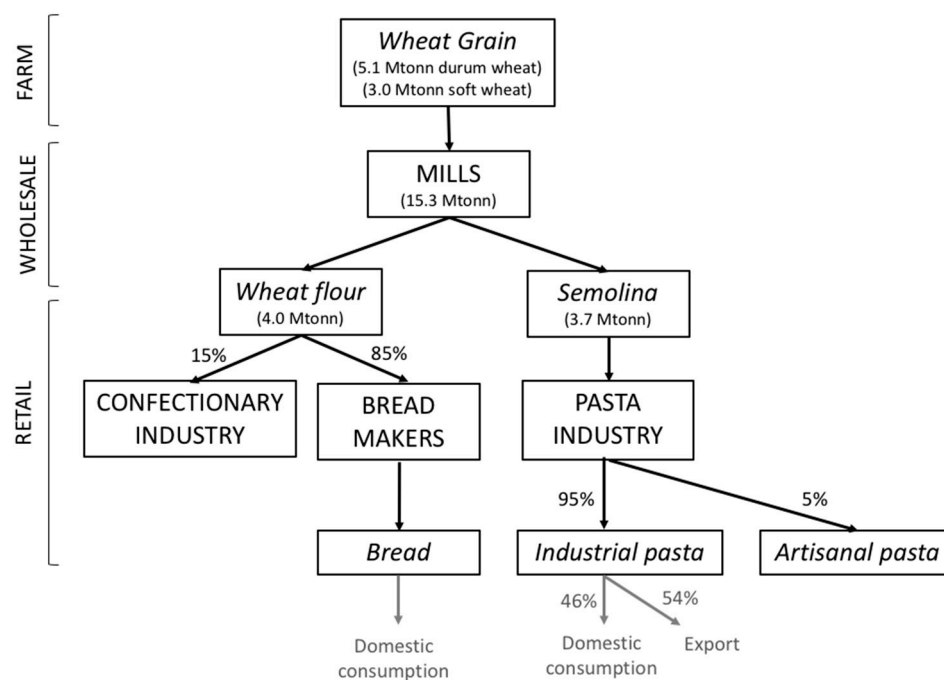 FARM
Wheat Grain
(5.1 Mtonn durum wheat)
(3.0 Mtonn soft wheat)
WHOLESALE
MILLS
(15.3 Mtonn)
Wheat flour
(4.0 Mtonn)
Semolina
(3.7 Mtonn)
RETAIL
15%
85%
CONFECTIONARY
INDUSTRY
BREAD
MAKERS
PASTA
INDUSTRY
95%
5%
Bread
Industrial pasta
Artisanal pasta
46%
54%
Domestic
consumption
Domestic
consumption
Export